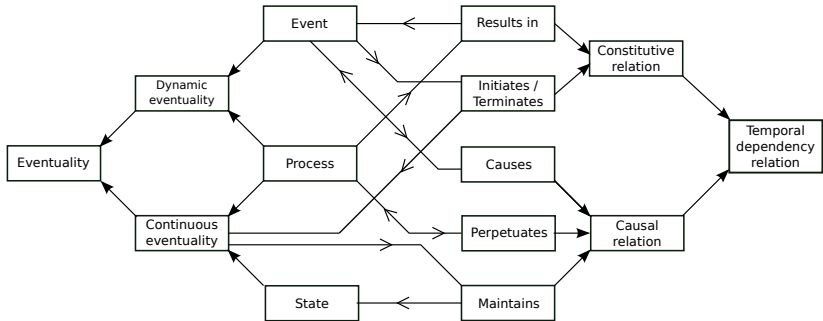 Event
Results in
Constitutive
relation
Dynamic
eventuality
Initiates /
Terminates
Temporal
dependency
relation
Eventuality
Process
Causes
Continuous
eventuality
Perpetuates
Causal
relation
State
Maintains